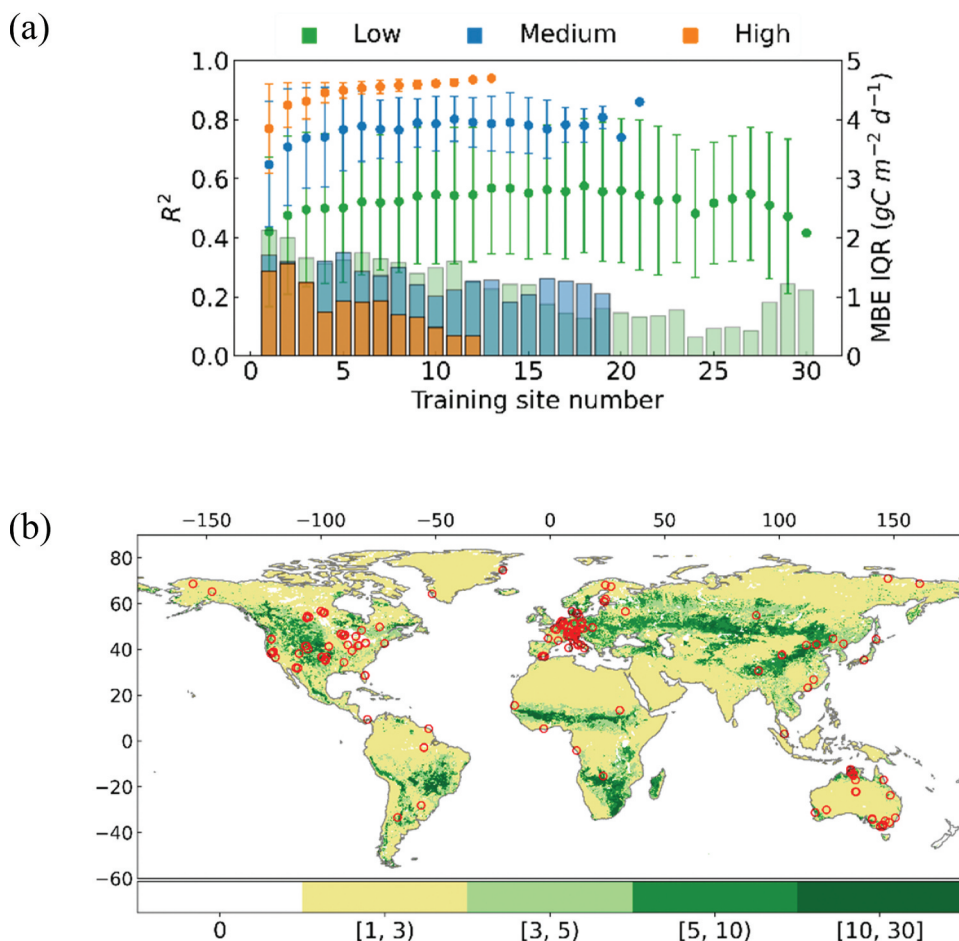 (a)
Low Medium High
1.0 5
0.8 4
0.6 3
0.4 2
0.2 1
0.0 0
R²
MBE IQR (gC m⁻² d⁻¹)
0 5 10 15 20 25 30
Training site number
(b)
−150 −100 −50 0 50 100 150
80
60
40
20
0
−20
−40
−60
0 [1, 3) [3, 5) [5, 10) [10, 30]